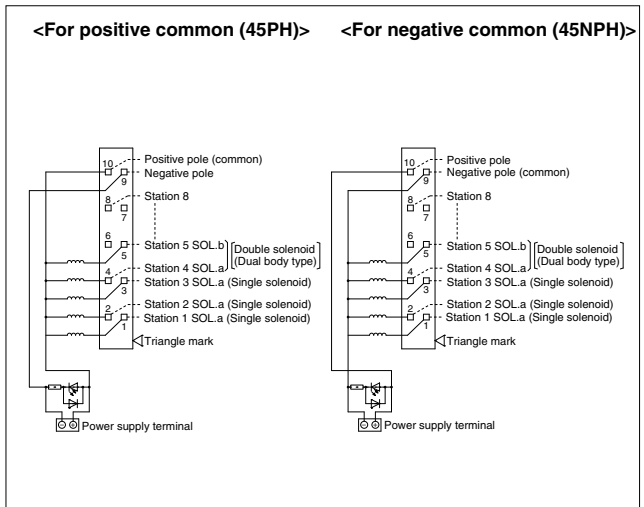 <For positive common (45PH)>
10
Positive pole (common)
Negative pole
9
8
Station 8
7
6
Station 5 SOL.b
5
Double solenoid
(Dual body type)
Station 4 SOL.a
4
Station 3 SOL.a (Single solenoid)
3
Station 2 SOL.a (Single solenoid)
2
Station 1 SOL.a (Single solenoid)
1
Triangle mark
⊖ ⊕ Power supply terminal
<For negative common (45NPH)>
10
Positive pole
Negative pole (common)
9
8
Station 8
7
6
Station 5 SOL.b
5
Double solenoid
(Dual body type)
Station 4 SOL.a
4
Station 3 SOL.a (Single solenoid)
3
Station 2 SOL.a (Single solenoid)
2
Station 1 SOL.a (Single solenoid)
1
Triangle mark
⊖ ⊕ Power supply terminal